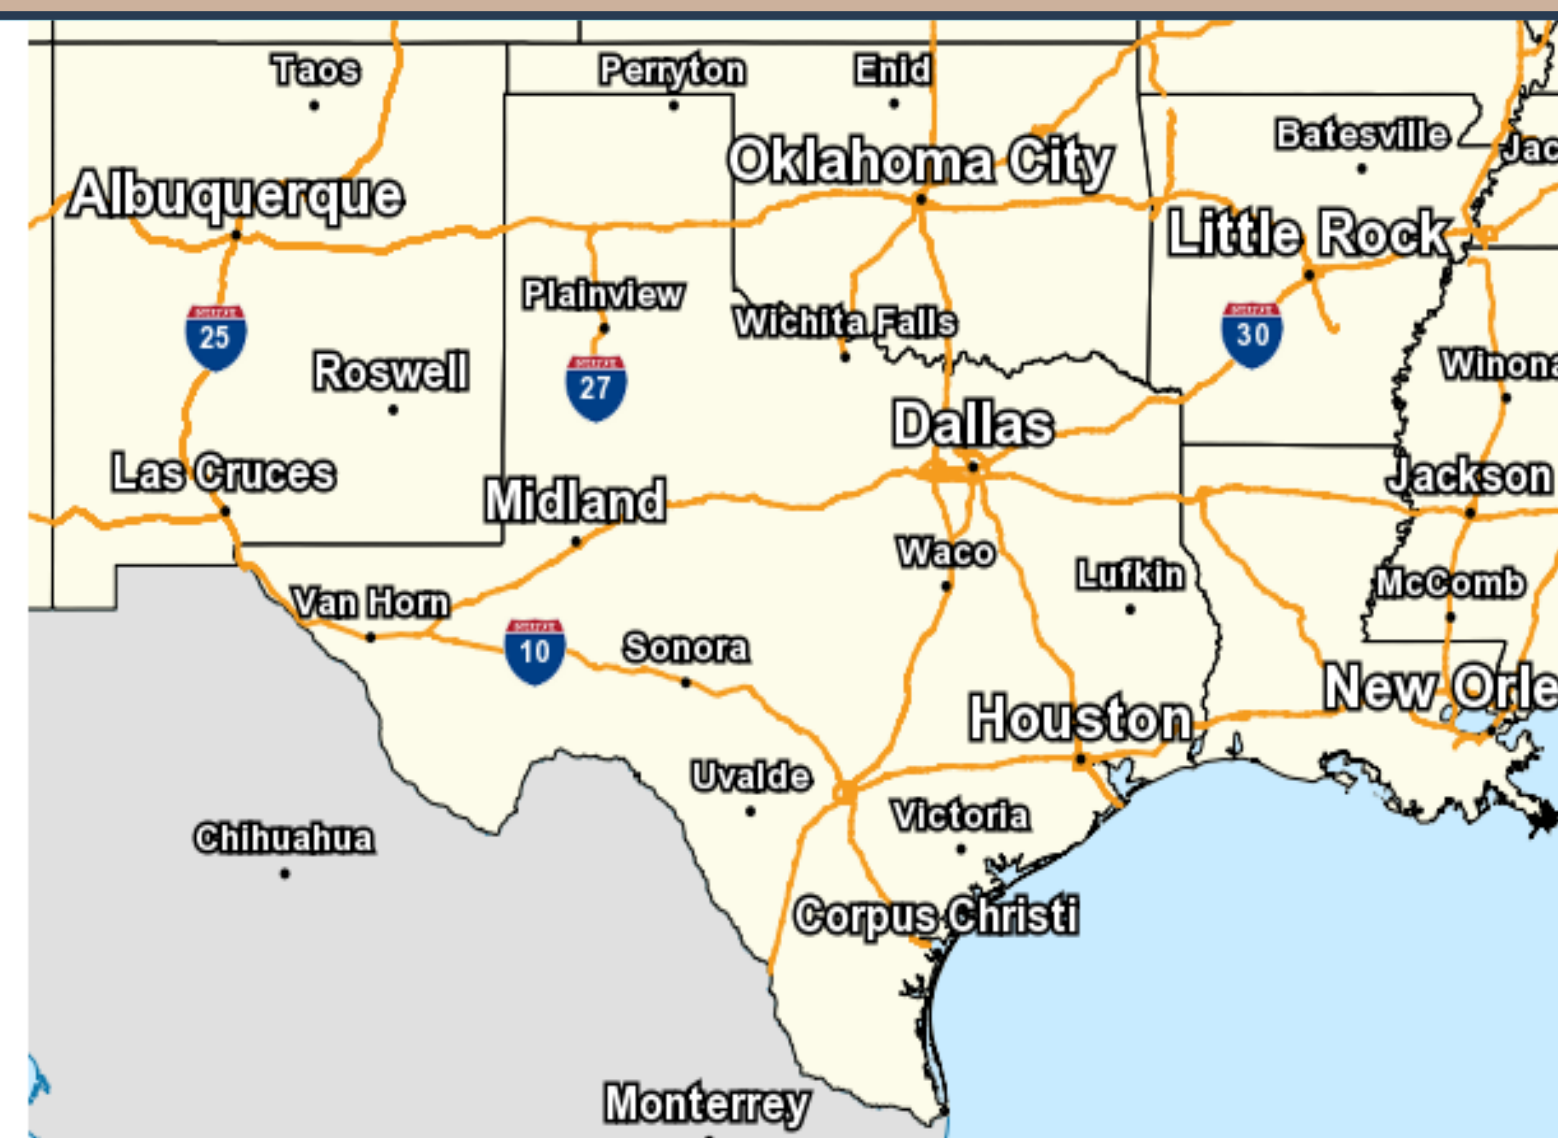 Taos
Perryton
Enid
Batesville
Jac
Oklahoma City
Albuquerque
Little Rock
Plainview
Wichita Falls
25
30
Roswell
27
Winona
Dallas
Las Cruces
Midland
Jackson
Waco
Lufkin
McComb
Van Horn
10
Sonora
New Orle
Houston
Uvalde
Victoria
Chihuahua
Corpus Christi
Monterrey